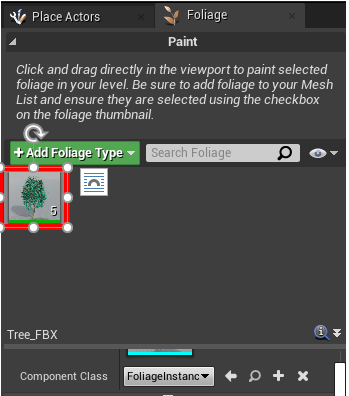 Place Actors
Foliage
Paint
Click and drag directly in the viewport to paint selected
foliage in your level. Be sure to add foliage to your Mesh
List and ensure they are selected using the checkbox
on the foliage thumbnail.
+ Add Foliage Type
Search Foliage
5
Tree_FBX
Component Class
FoliageInstanc